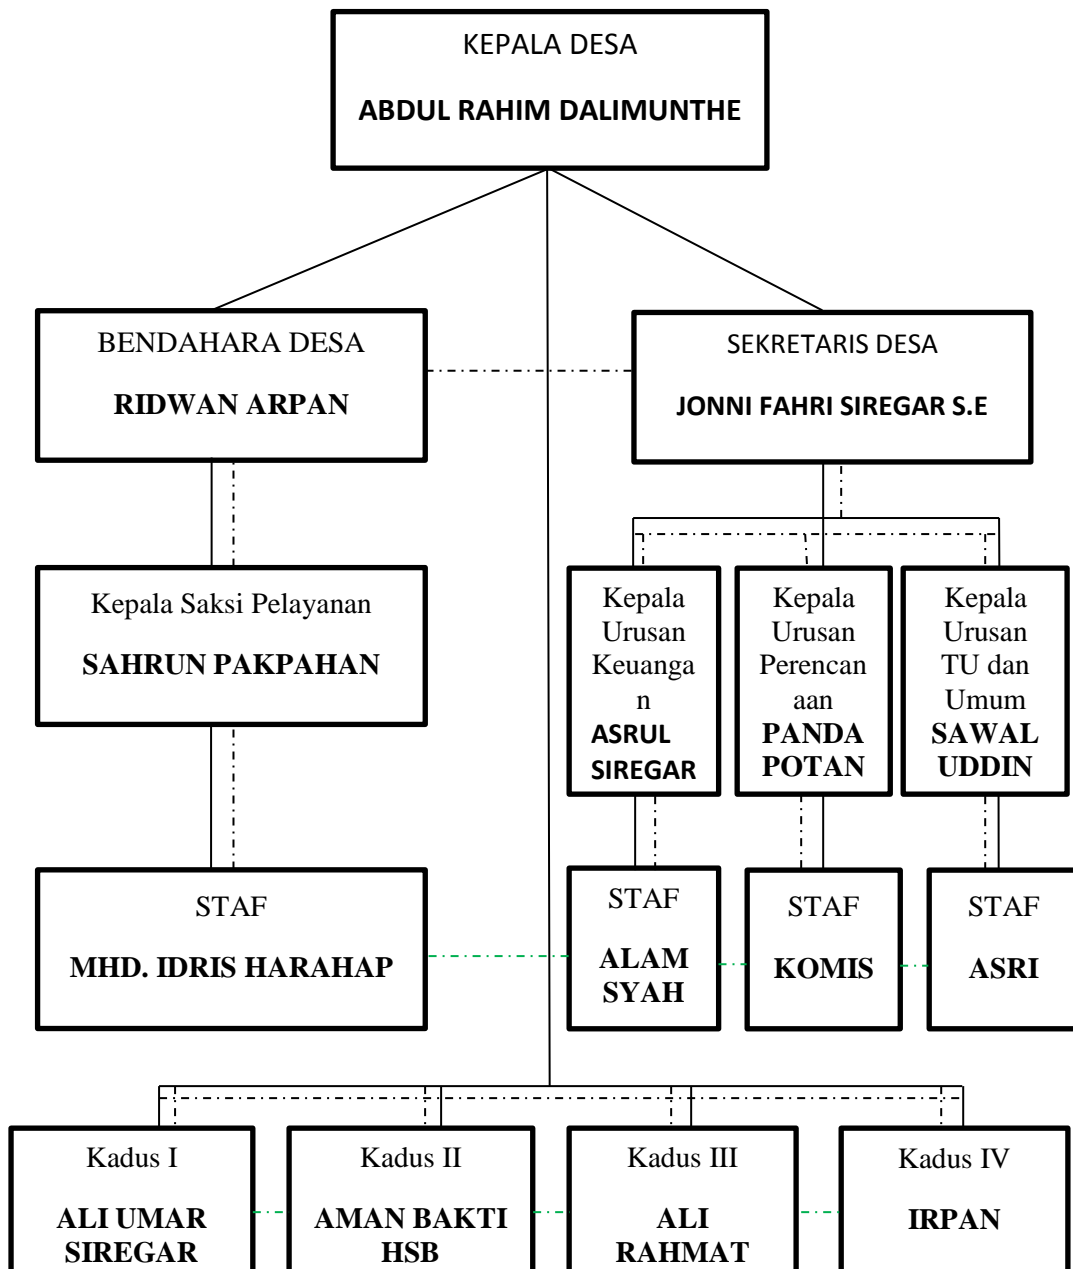 KEPALA DESA
ABDUL RAHIM DALIMUNTHE
BENDAHARA DESA
RIDWAN ARPAN
SEKRETARIS DESA
JONNI FAHRI SIREGAR S.E
Kepala Saksi Pelayanan
SAHRUN PAKPAHAN
Kepala
Urusan
Keuanga
n
ASRUL
SIREGAR
Kepala
Urusan
Perencan
aan
PANDA
POTAN
Kepala
Urusan
TU dan
Umum
SAWAL
UDDIN
STAF
MHD. IDRIS HARAHAP
STAF
ALAM
SYAH
STAF
KOMIS
STAF
ASRI
Kadus I
ALI UMAR
SIREGAR
Kadus II
AMAN BAKTI
HSB
Kadus III
ALI
RAHMAT
Kadus IV
IRPAN